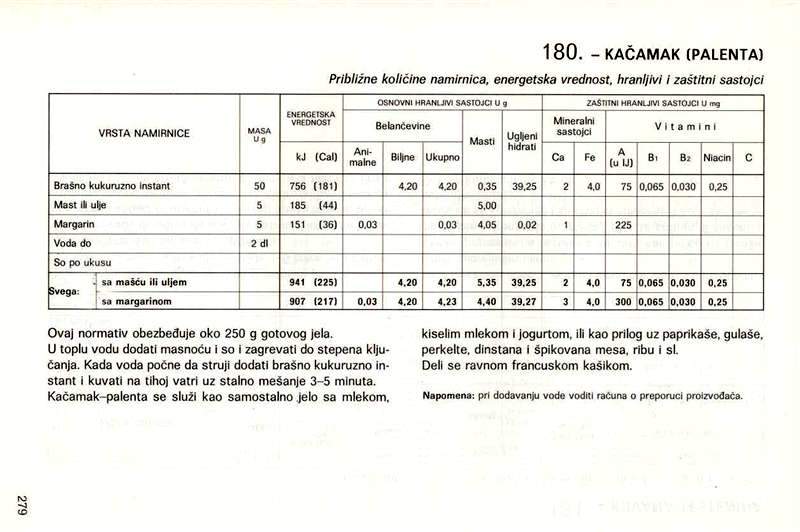 180. – KAČAMAK (PALENTA)
Približne količine namirnica, energetska vrednost, hranljivi i zaštitni sastojci
VRSTA NAMIRNICE MASA U g ENERGETSKA VREDNOST OSNOVNI HRANLJIVI SASTOJCI U g ZAŠTITNI HRANLJIVI SASTOJCI U mg
Belančevine Masti Ugljeni hidrati Mineralni sastojci Vitamini
kJ (Cal) Ani-malne Biljne Ukupno Ca Fe A (u IJ) B1 B2 Niacin C
Brašno kukuruzno instant 50 756 (181) 4,20 4,20 0,35 39,25 2 4,0 75 0,065 0,030 0,25
Mast ili ulje 5 185 (44) 5,00
Margarin 5 151 (36) 0,03 0,03 4,05 0,02 1 225
Voda do 2 dl
So po ukusu
Svega: sa mašću ili uljem 941 (225) 4,20 4,20 5,35 39,25 2 4,0 75 0,065 0,030 0,25
sa margarinom 907 (217) 0,03 4,20 4,23 4,40 39,27 3 4,0 300 0,065 0,030 0,25
Ovaj normativ obezbeđuje oko 250 g gotovog jela.
U toplu vodu dodati masnoću i so i zagrevati do stepena klju-
čanja. Kada voda počne da struji dodati brašno kukuruzno in-
stant i kuvati na tihoj vatri uz stalno mešanje 3–5 minuta.
Kačamak–palenta se služi kao samostalno jelo sa mlekom,
kiselim mlekom i jogurtom, ili kao prilog uz paprikaše, gulaše,
perkelte, dinstana i špikovana mesa, ribu i sl.
Deli se ravnom francuskom kašikom.
Napomena: pri dodavanju vode voditi računa o preporuci proizvođača.
279